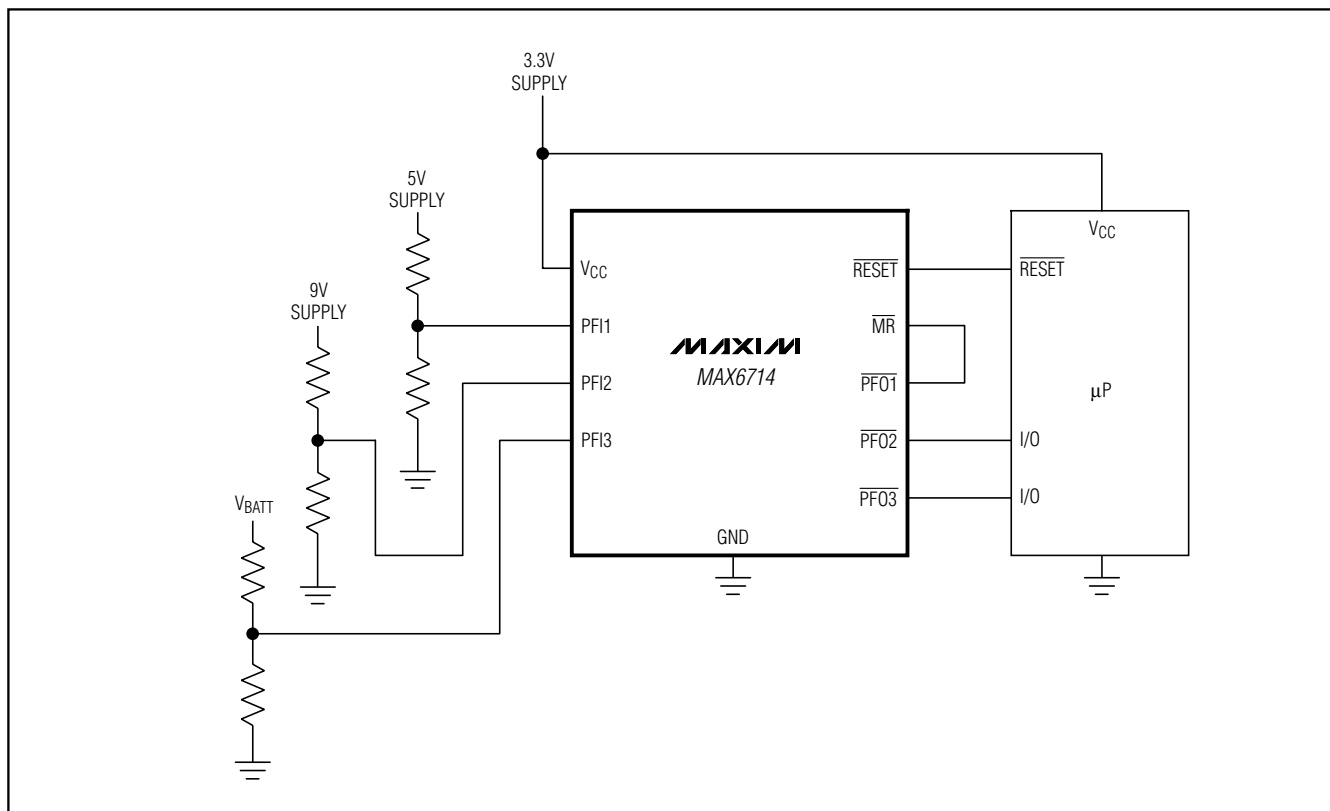 3.3V
SUPPLY
5V
SUPPLY
9V
SUPPLY
VBATT
VCC
PFI1
PFI2
PFI3
MAXIM
MAX6714
GND
RESET
MR
PFO1
PFO2
PFO3
VCC
RESET
μP
I/O
I/O